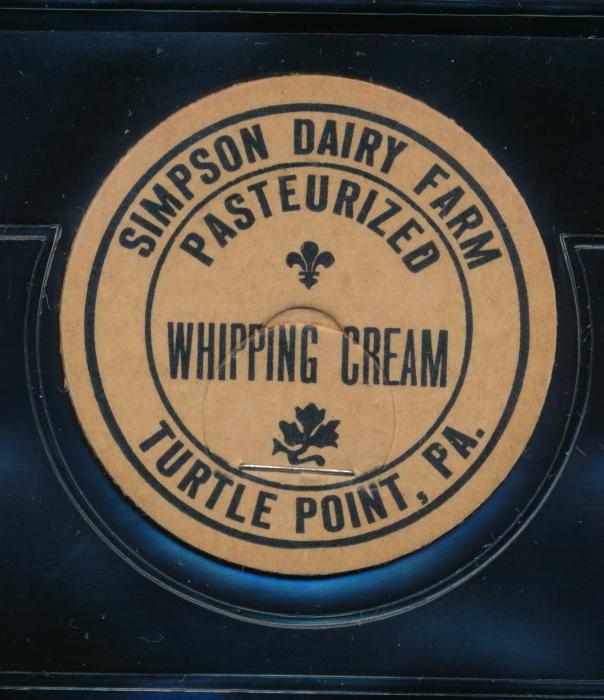 SIMPSON DAIRY FARM
PASTEURIZED
WHIPPING CREAM
TURTLE POINT, PA.